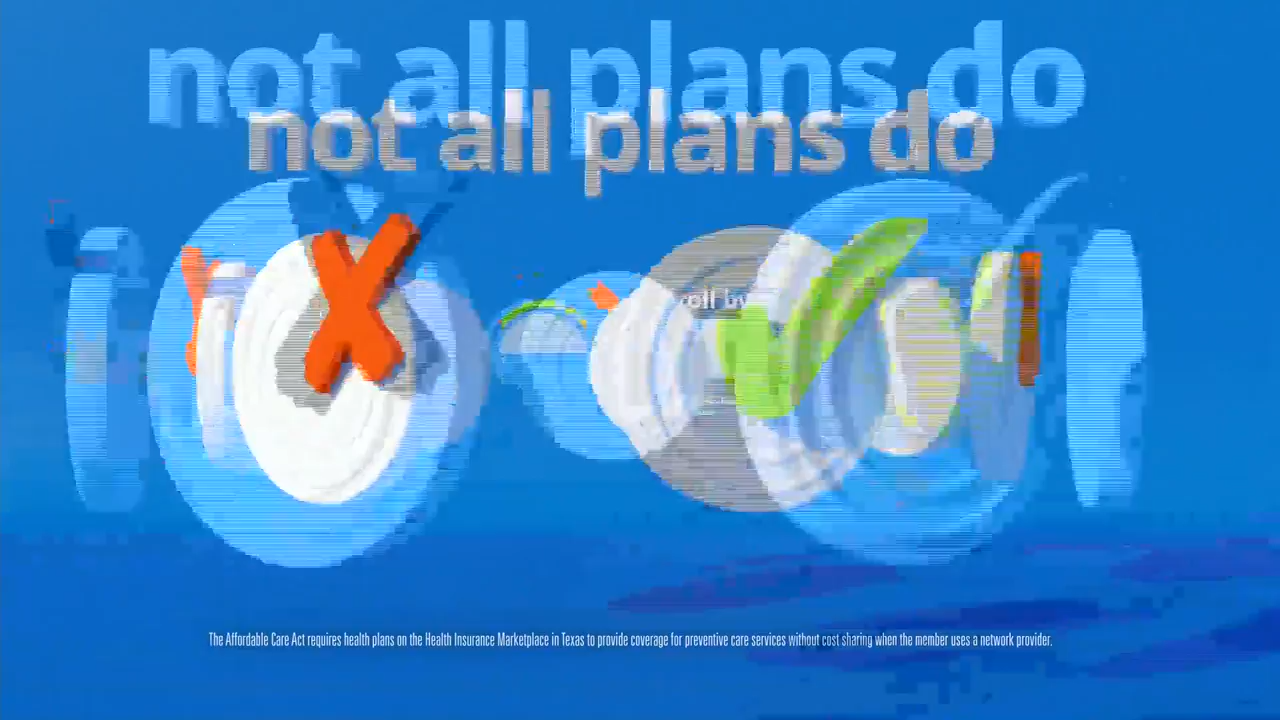 not all plans do
not all plans do
roll by
The Affordable Care Act requires health plans on the Health Insurance Marketplace in Texas to provide coverage for preventive care services without cost sharing when the member uses a network provider.